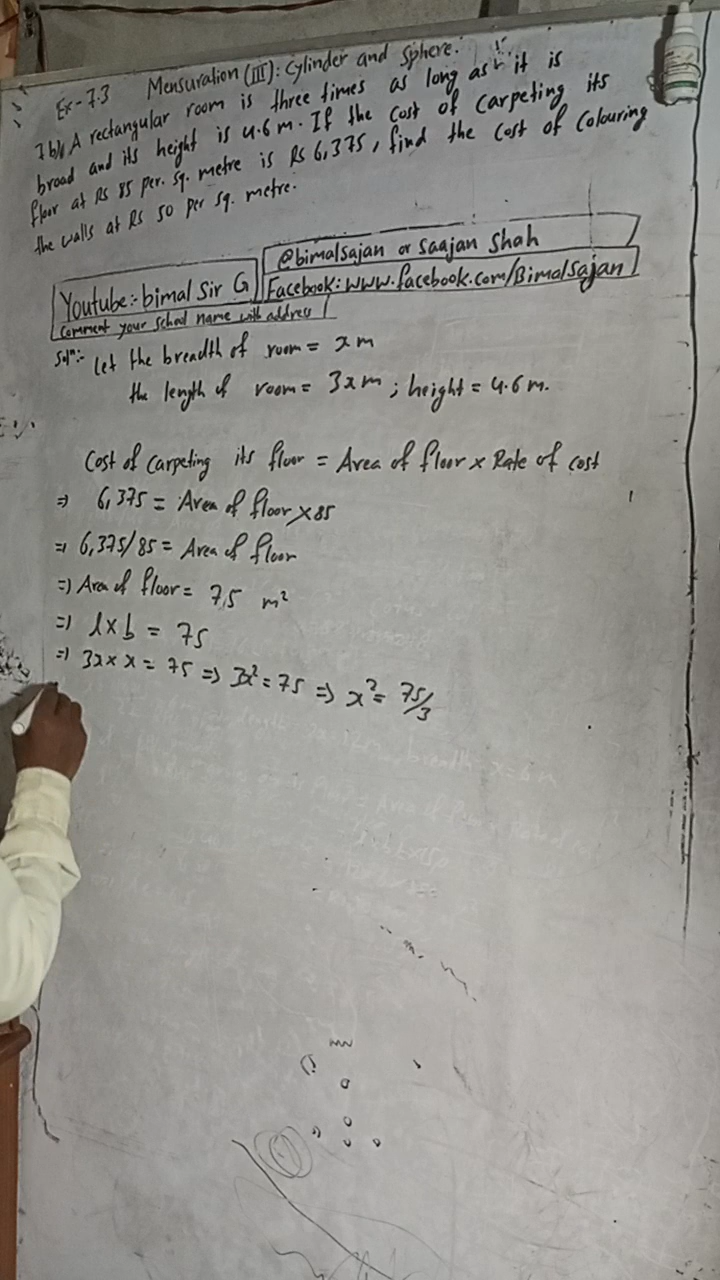 Ex-7.3 Mensuration (III): Cylinder and Sphere.
7 b) A rectangular room is three times as long as it is
broad and its height is 4.6 m. If the cost of carpeting its
floor at Rs 85 per. sq. metre is Rs 6,375, find the cost of colouring
the walls at Rs 50 per sq. metre.
@bimalsajan or Saajan Shah
Youtube:- bimal Sir G
Facebook: www.facebook.com/Bimalsajan
Comment your school name with address
Solⁿ:- Let the breadth of room = x m
the length of room = 3x m ; height = 4.6 m.
Cost of carpeting its floor = Area of floor × Rate of cost
⇒ 6,375 = Area of floor × 85
⇒ 6,375/85 = Area of floor
⇒ Area of floor = 75 m²
⇒ l × b = 75
⇒ 3x × x = 75 ⇒ 3x² = 75 ⇒ x² = 75/3